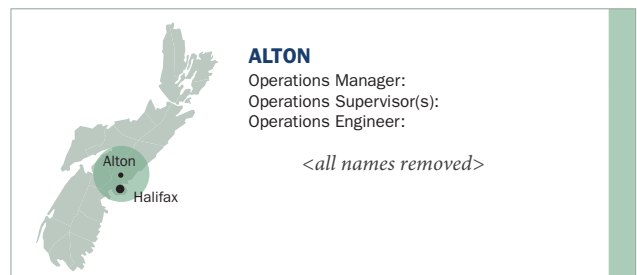 ALTON
Operations Manager:
Operations Supervisor(s):
Operations Engineer:
<all names removed>
Alton
Halifax